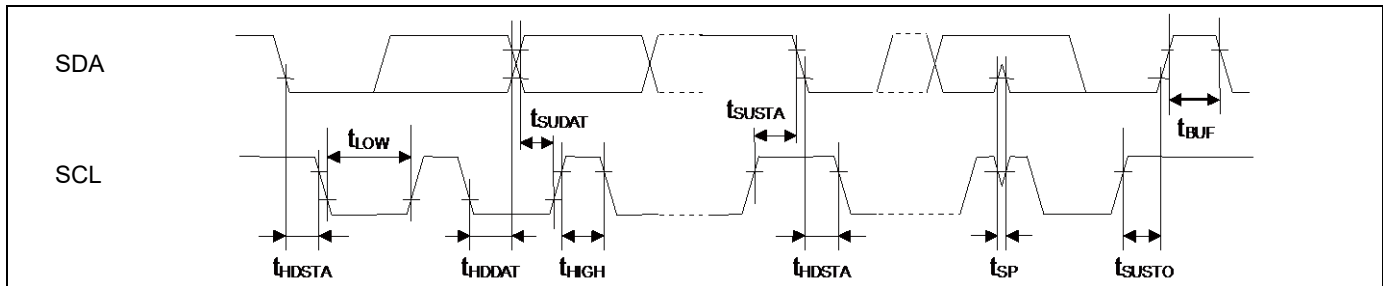 SDA
tSUDAT
tSUSTA
tBUF
tLOW
SCL
tHDSTA
tHDDAT
tHIGH
tHDSTA
tSP
tSUSTO